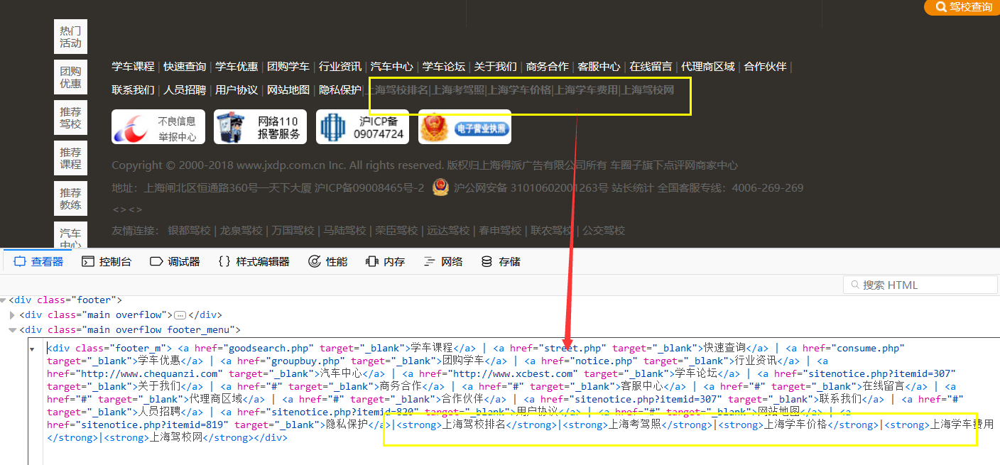 驾校查询
热门
活动
团购
优惠
推荐
驾校
推荐
课程
推荐
教练
汽车
中心
学车课程 | 快速查询 | 学车优惠 | 团购学车 | 行业资讯 | 汽车中心 | 学车论坛 | 关于我们 | 商务合作 | 客服中心 | 在线留言 | 代理商区域 | 合作伙伴 |
联系我们 | 人员招聘 | 用户协议 | 网站地图 | 隐私保护|上海驾校排名|上海考驾照|上海学车价格|上海学车费用|上海驾校网
不良信息
举报中心
网络110
报警服务
沪ICP备
09074724
电子营业执照
Copyright © 2000-2018 www.jxdp.com.cn Inc. All rights reserved. 版权归上海得派广告有限公司所有 车圈子旗下点评网商家中心
地址：上海闸北区恒通路360号一天下大厦 沪ICP备09008465号-2 沪公网安备 31010602001263号 站长统计 全国客服专线：4006-269-269
<><>
友情连接： 银都驾校 | 龙泉驾校 | 万国驾校 | 马陆驾校 | 荣臣驾校 | 远达驾校 | 春申驾校 | 联农驾校 | 公交驾校
查看器 控制台 调试器 {} 样式编辑器 性能 内存 网络 存储
搜索 HTML
<div class="footer">
<div class="main overflow">…</div>
<div class="main overflow footer_menu">
<div class="footer_m"> <a href="goodsearch.php" target="_blank">学车课程</a> | <a href="street.php" target="_blank">快速查询</a> | <a href="consume.php"
target="_blank">学车优惠</a> | <a href="groupbuy.php" target="_blank">团购学车</a> | <a href="notice.php" target="_blank">行业资讯</a> | <a
href="http://www.chequanzi.com" target="_blank">汽车中心</a> | <a href="http://www.xcbest.com" target="_blank">学车论坛</a> | <a href="sitenotice.php?itemid=307"
target="_blank">关于我们</a> | <a href="#" target="_blank">商务合作</a> | <a href="#" target="_blank">客服中心</a> | <a href="#" target="_blank">在线留言</a> | <a
href="#" target="_blank">代理商区域</a> | <a href="#" target="_blank">合作伙伴</a> | <a href="sitenotice.php?itemid=307" target="_blank">联系我们</a> | <a href="#"
target="_blank">人员招聘</a> | <a href="sitenotice.php?itemid=820" target="_blank">用户协议</a> | <a href="#" target="_blank">网站地图</a> | <a
href="sitenotice.php?itemid=819" target="_blank">隐私保护</a>|<strong>上海驾校排名</strong>|<strong>上海考驾照</strong>|<strong>上海学车价格</strong>|<strong>上海学车费用
</strong>|<strong>上海驾校网</strong></div>